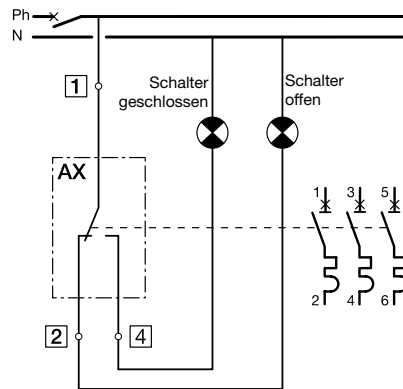 Ph
N
1
Schalter
geschlossen
Schalter
offen
AX
1 3 5
2 4 6
2 4